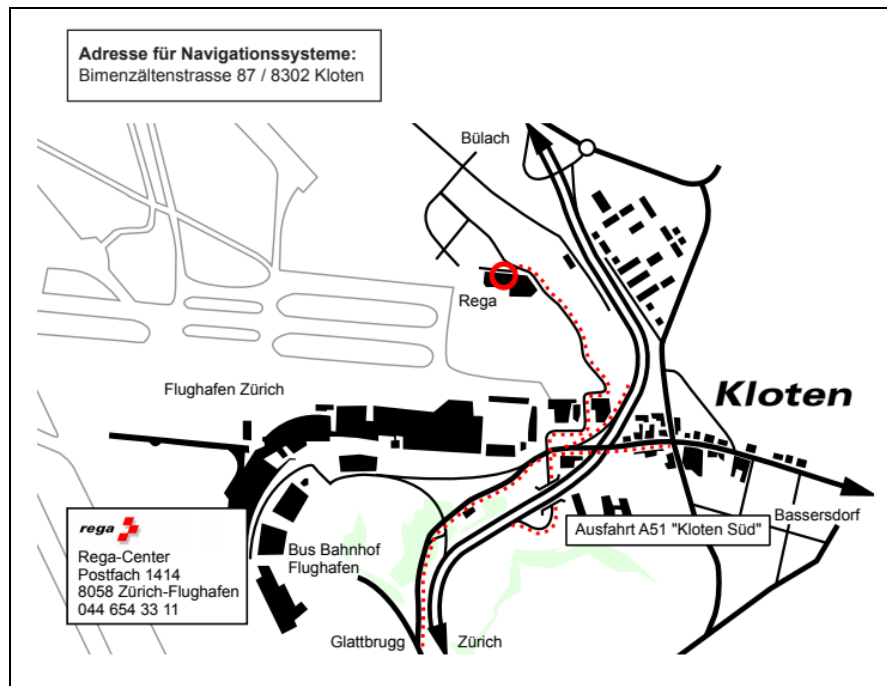 Adresse für Navigationssysteme:
Bimenzältenstrasse 87 / 8302 Kloten
Bülach
Rega
Flughafen Zürich
Kloten
Bassersdorf
Ausfahrt A51 "Kloten Süd"
Bus Bahnhof
Flughafen
rega
Rega-Center
Postfach 1414
8058 Zürich-Flughafen
044 654 33 11
Glattbrugg
Zürich